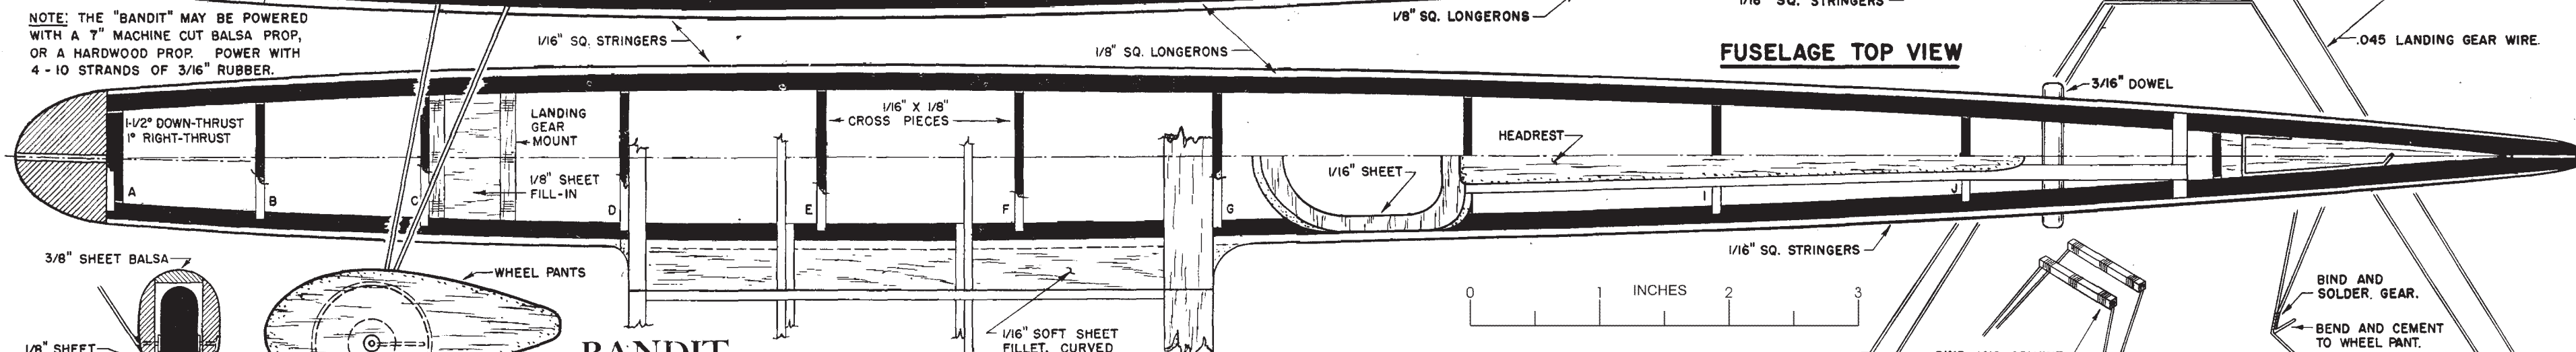 NOTE: THE "BANDIT" MAY BE POWERED
WITH A 7" MACHINE CUT BALSA PROP,
OR A HARDWOOD PROP. POWER WITH
4 - 10 STRANDS OF 3/16" RUBBER.
1/16" SQ. STRINGERS
1/8" SQ. LONGERONS
1/8" SQ. LONGERONS
1/16" SQ. STRINGERS
FUSELAGE TOP VIEW
.045 LANDING GEAR WIRE.
3/16" DOWEL
1-1/2° DOWN-THRUST
1° RIGHT-THRUST
LANDING
GEAR
MOUNT
1/16" X 1/8"
CROSS PIECES
HEADREST
1/8" SHEET
FILL-IN
1/16" SHEET
A
B
C
D
E
F
G
I
J
1/16" SQ. STRINGERS
3/8" SHEET BALSA
WHEEL PANTS
0
1
INCHES
2
3
BIND AND
SOLDER GEAR.
BEND AND CEMENT
TO WHEEL PANT.
1/16" SOFT SHEET
FILLET, CURVED
1/8" SHEET
BANDIT